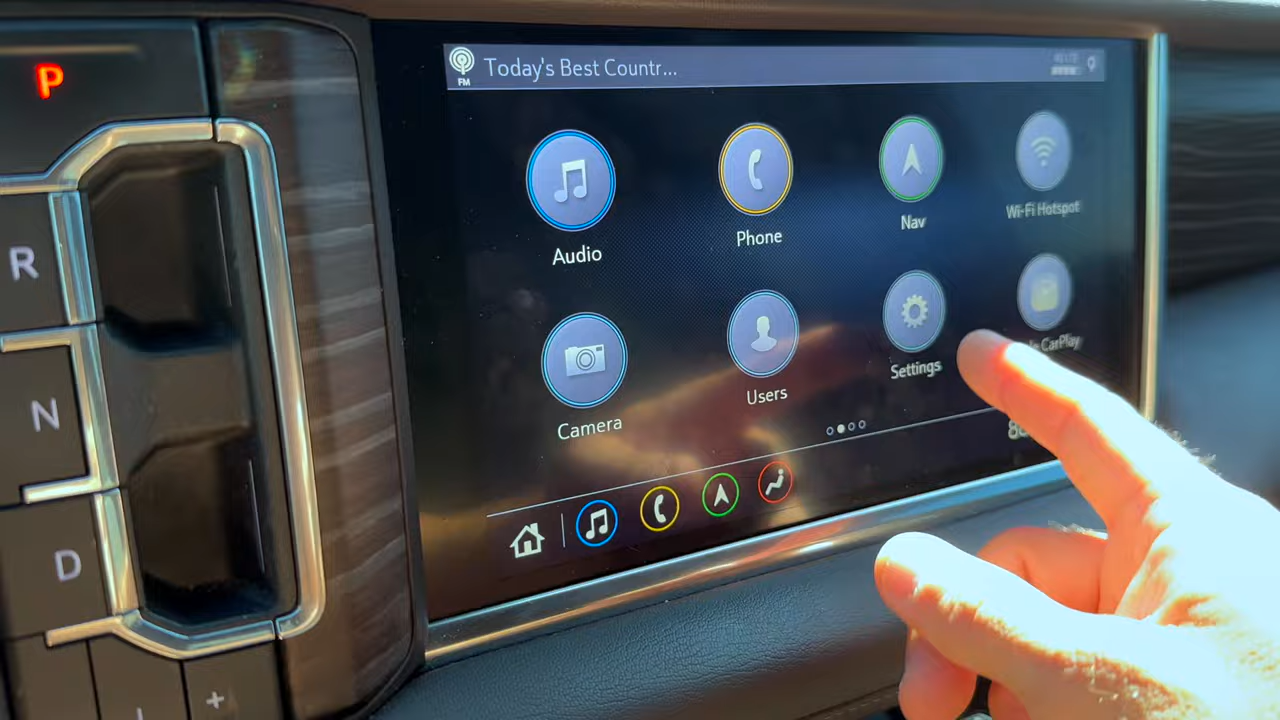 P
R
N
D
+
FM
Today's Best Countr...
Audio
Phone
Nav
Wi-Fi Hotspot
Camera
Users
Settings
CarPlay